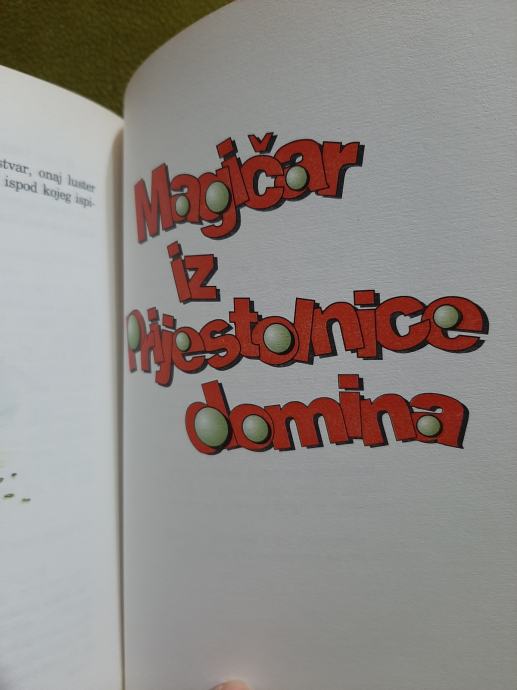 stvar, onaj luster
ispod kojeg ispi-
Magičar
iz
Prijestolnice
domina